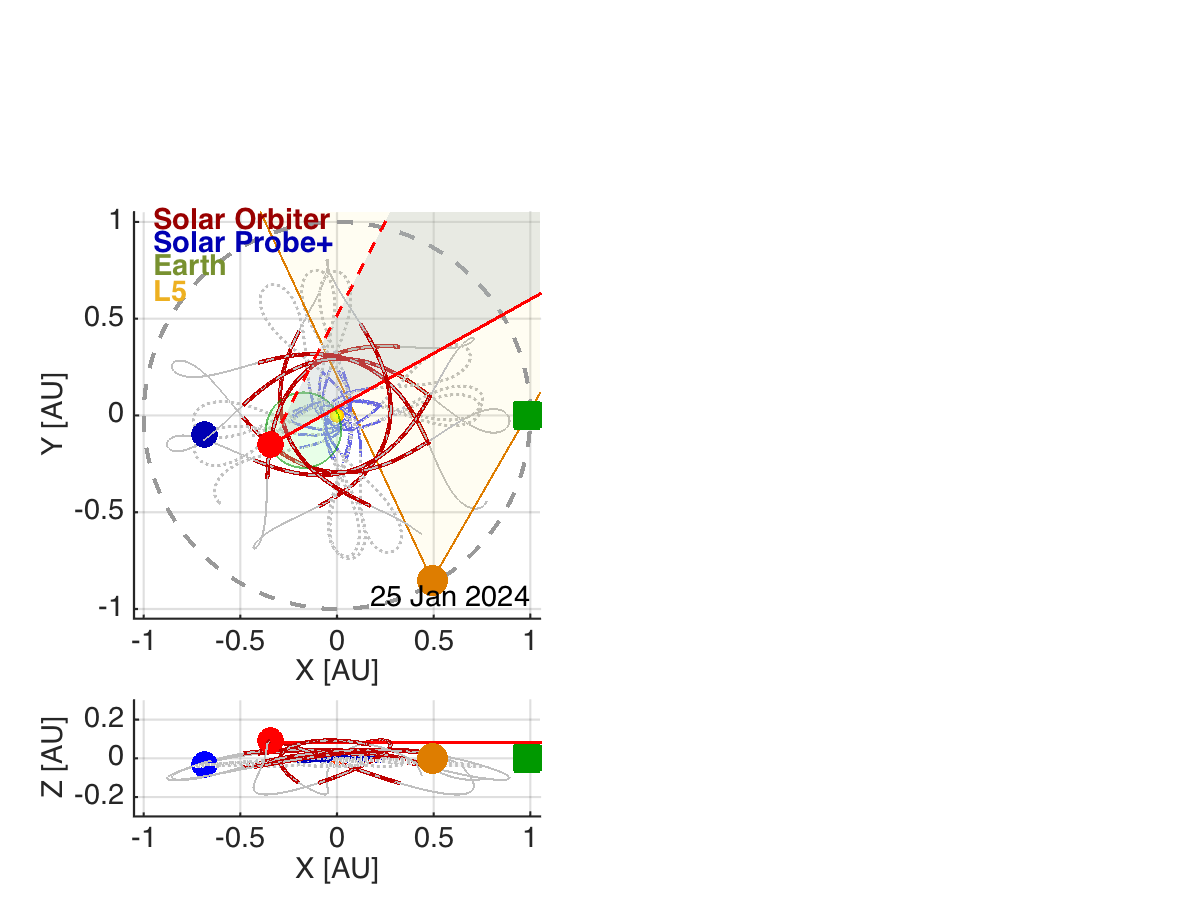 Solar Orbiter
Solar Probe+
Earth
L5
1
0.5
0
-0.5
-1
Y [AU]
25 Jan 2024
-1 -0.5 0 0.5 1
X [AU]
0.2
0
-0.2
Z [AU]
-1 -0.5 0 0.5 1
X [AU]